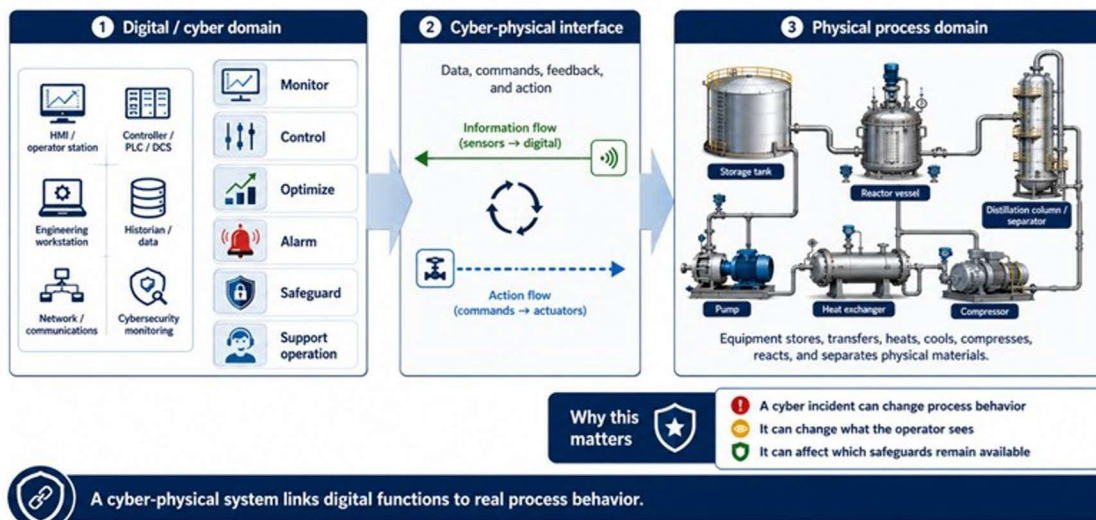 1 Digital / cyber domain
HMI /
operator station
Controller /
PLC / DCS
Engineering
workstation
Historian /
data
Network /
communications
Cybersecurity
monitoring
Monitor
Control
Optimize
Alarm
Safeguard
Support
operation
2 Cyber-physical interface
Data, commands, feedback,
and action
Information flow
(sensors → digital)
Action flow
(commands → actuators)
3 Physical process domain
Storage tank
Reactor vessel
Distillation column /
separator
Pump
Heat exchanger
Compressor
Equipment stores, transfers, heats, cools, compresses,
reacts, and separates physical materials.
Why this
matters
A cyber incident can change process behavior
It can change what the operator sees
It can affect which safeguards remain available
A cyber-physical system links digital functions to real process behavior.